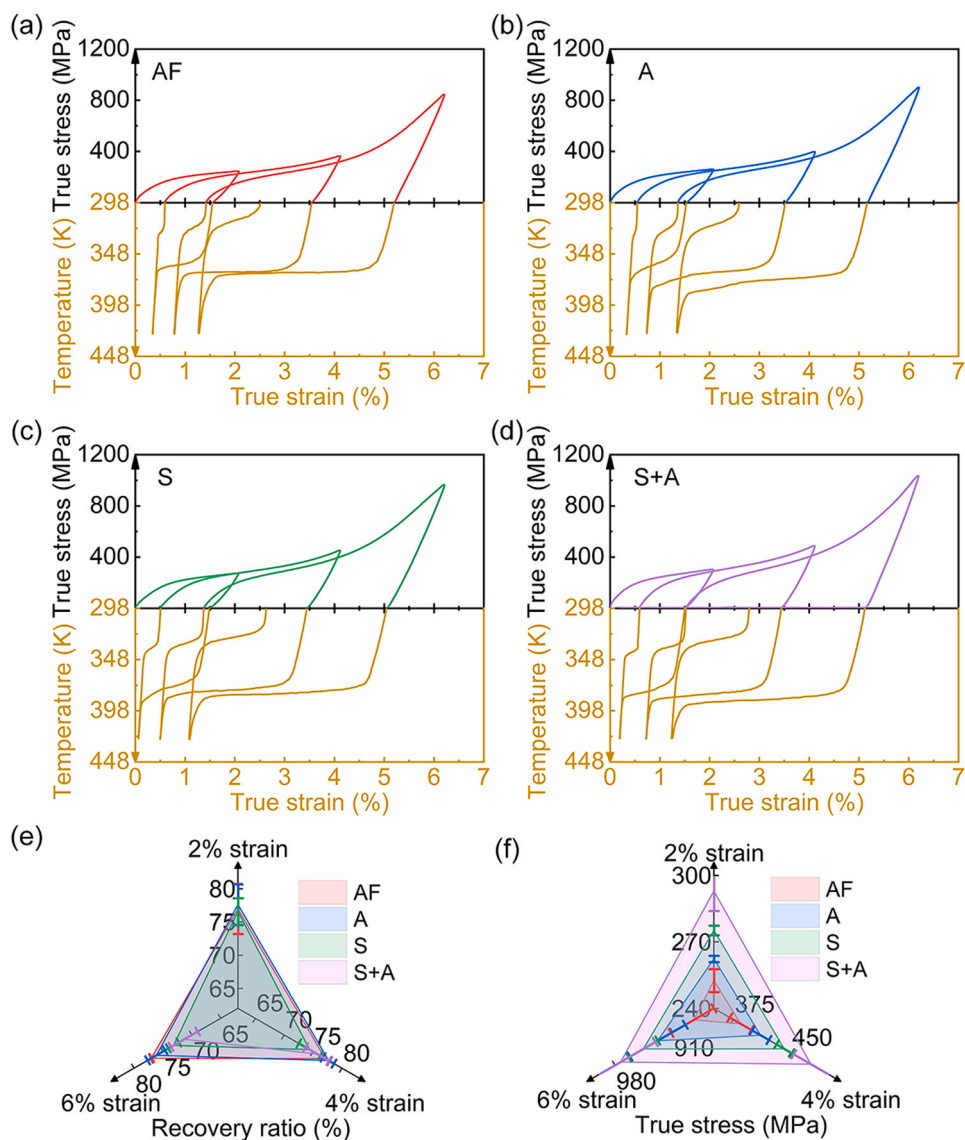 (a)
True stress (MPa)
1200
800
400
298
AF
Temperature (K)
348
398
448
0 1 2 3 4 5 6 7
True strain (%)
(b)
True stress (MPa)
1200
800
400
298
A
Temperature (K)
348
398
448
0 1 2 3 4 5 6 7
True strain (%)
(c)
True stress (MPa)
1200
800
400
298
S
Temperature (K)
348
398
448
0 1 2 3 4 5 6 7
True strain (%)
(d)
True stress (MPa)
1200
800
400
298
S+A
Temperature (K)
348
398
448
0 1 2 3 4 5 6 7
True strain (%)
(e)
2% strain
80
75
70
65
AF
A
S
S+A
65
70
75
80
65
70
75
80
6% strain
4% strain
Recovery ratio (%)
(f)
2% strain
300
270
240
AF
A
S
S+A
375
450
910
980
6% strain
4% strain
True stress (MPa)